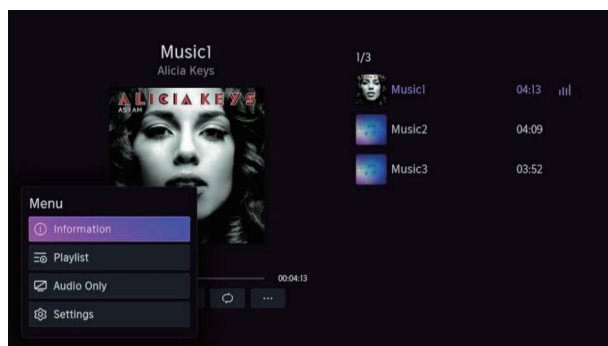 Music1
Alicia Keys
ALICIA KEYS
AS I AM
1/3
Music1 04:13
Music2 04:09
Music3 03:52
Menu
Information
Playlist
Audio Only
Settings
00:04:13